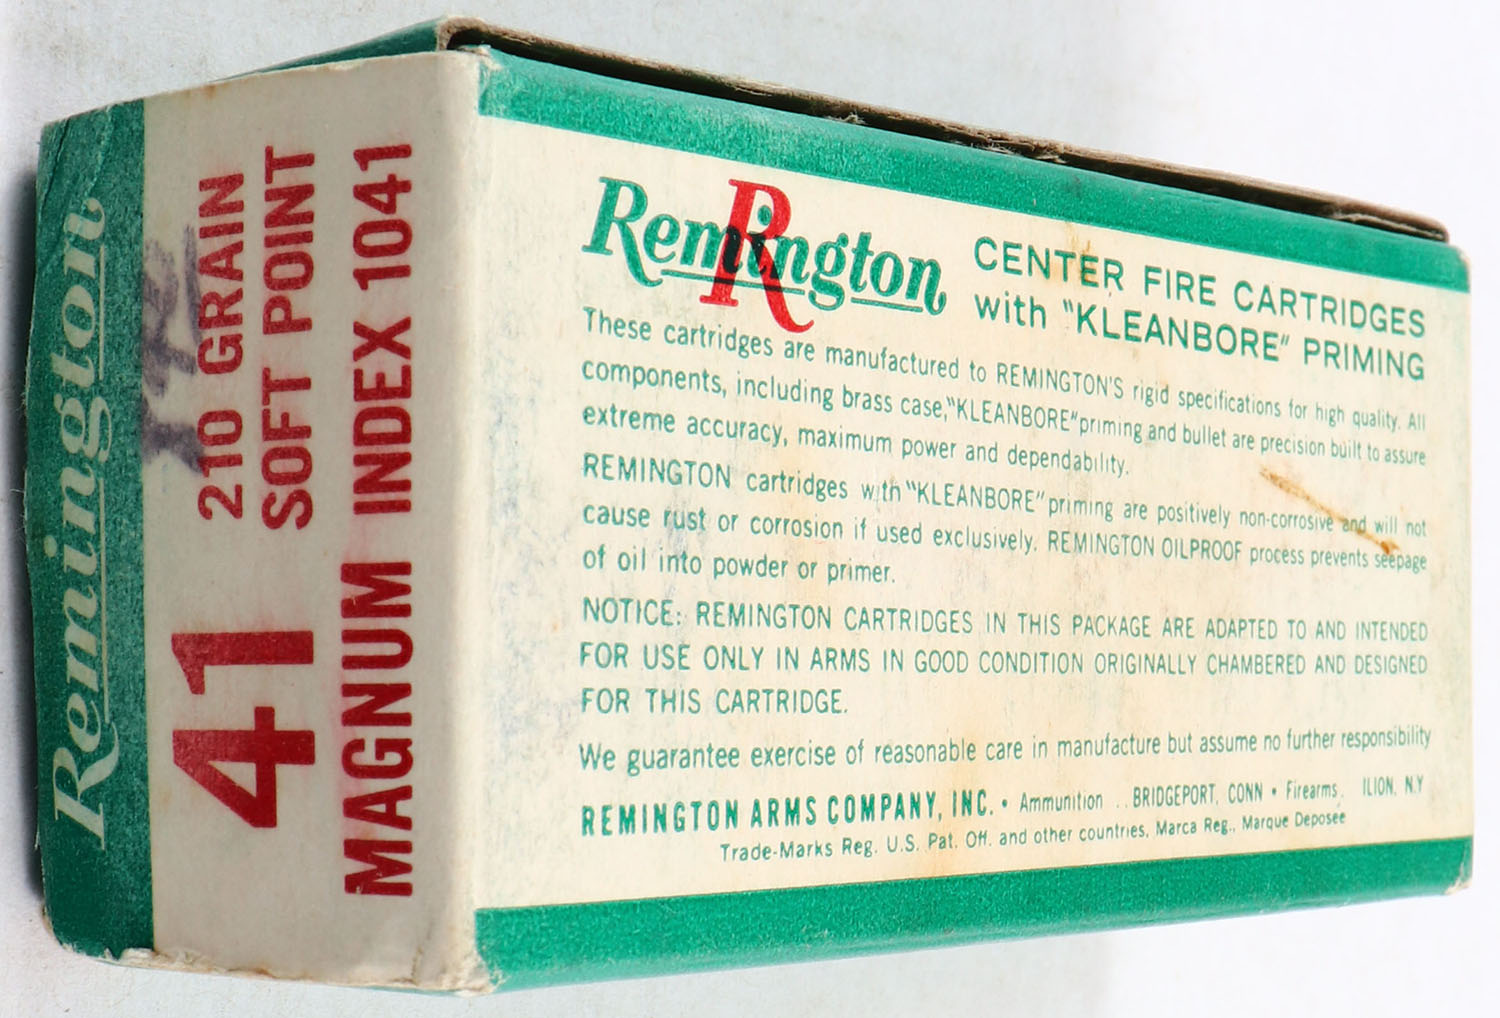 Remington
210 GRAIN
SOFT POINT
41
MAGNUM INDEX 1041
Remington
R
CENTER FIRE CARTRIDGES
with "KLEANBORE" PRIMING
These cartridges are manufactured to REMINGTON'S rigid specifications for high quality. All
components, including brass case, "KLEANBORE" priming and bullet are precision built to assure
extreme accuracy, maximum power and dependability.
REMINGTON cartridges with "KLEANBORE" priming are positively non-corrosive and will not
cause rust or corrosion if used exclusively. REMINGTON OILPROOF process prevents seepage
of oil into powder or primer.
NOTICE: REMINGTON CARTRIDGES IN THIS PACKAGE ARE ADAPTED TO AND INTENDED
FOR USE ONLY IN ARMS IN GOOD CONDITION ORIGINALLY CHAMBERED AND DESIGNED
FOR THIS CARTRIDGE.
We guarantee exercise of reasonable care in manufacture but assume no further responsibility
REMINGTON ARMS COMPANY, INC. • Ammunition .. BRIDGEPORT, CONN • Firearms. ILION, N.Y
Trade-Marks Reg. U.S. Pat. Off. and other countries, Marca Reg., Marque Deposee